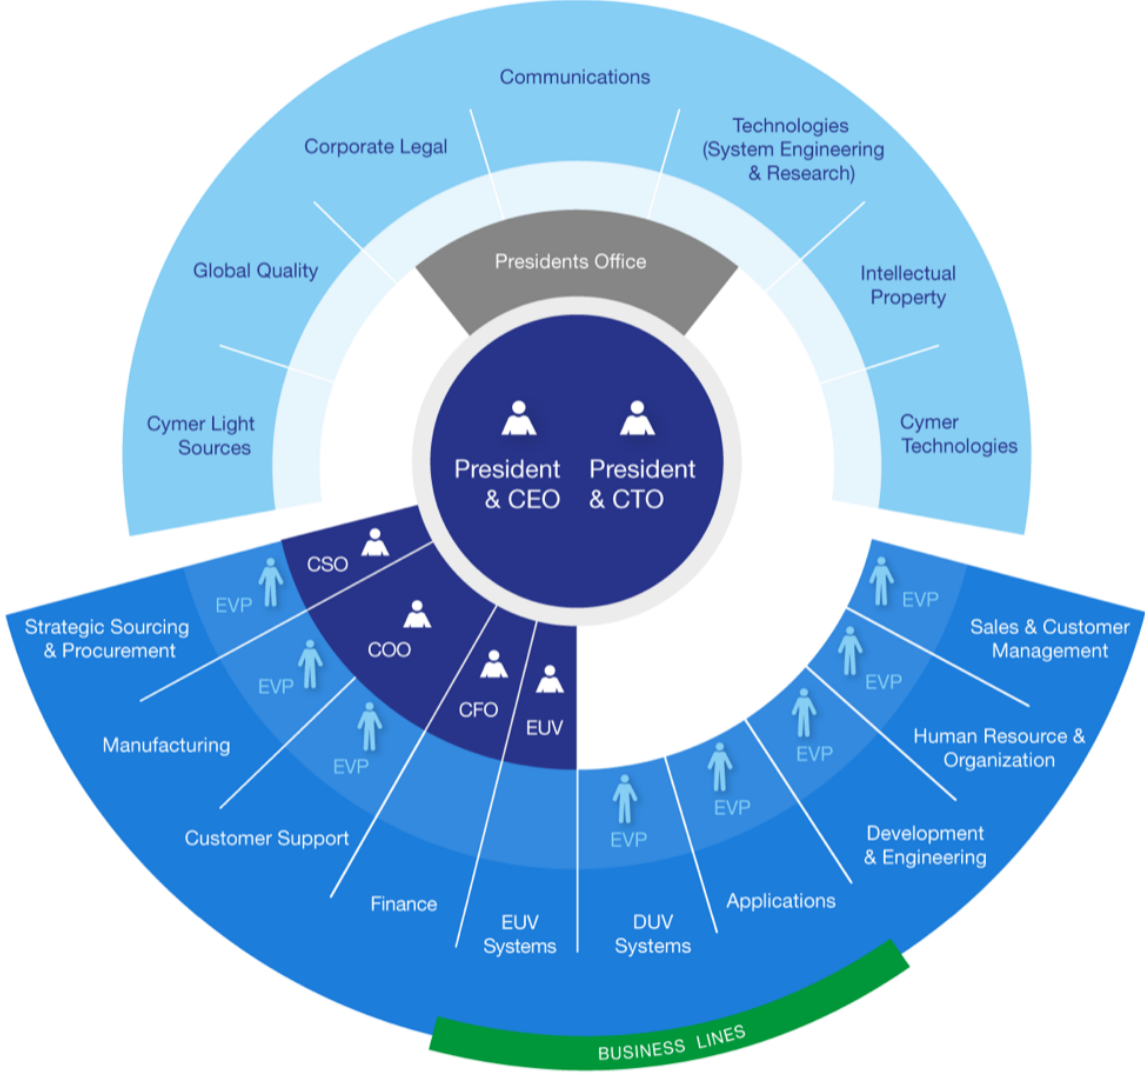 Communications
Corporate Legal
Technologies
(System Engineering
& Research)
Global Quality
Presidents Office
Intellectual
Property
Cymer Light
Sources
Cymer
Technologies
President
& CEO
President
& CTO
CSO
COO
CFO
EUV
EVP
EVP
EVP
EVP
EVP
EVP
EVP
EVP
Strategic Sourcing
& Procurement
Manufacturing
Customer Support
Finance
EUV
Systems
DUV
Systems
Applications
Development
& Engineering
Human Resource &
Organization
Sales & Customer
Management
BUSINESS LINES